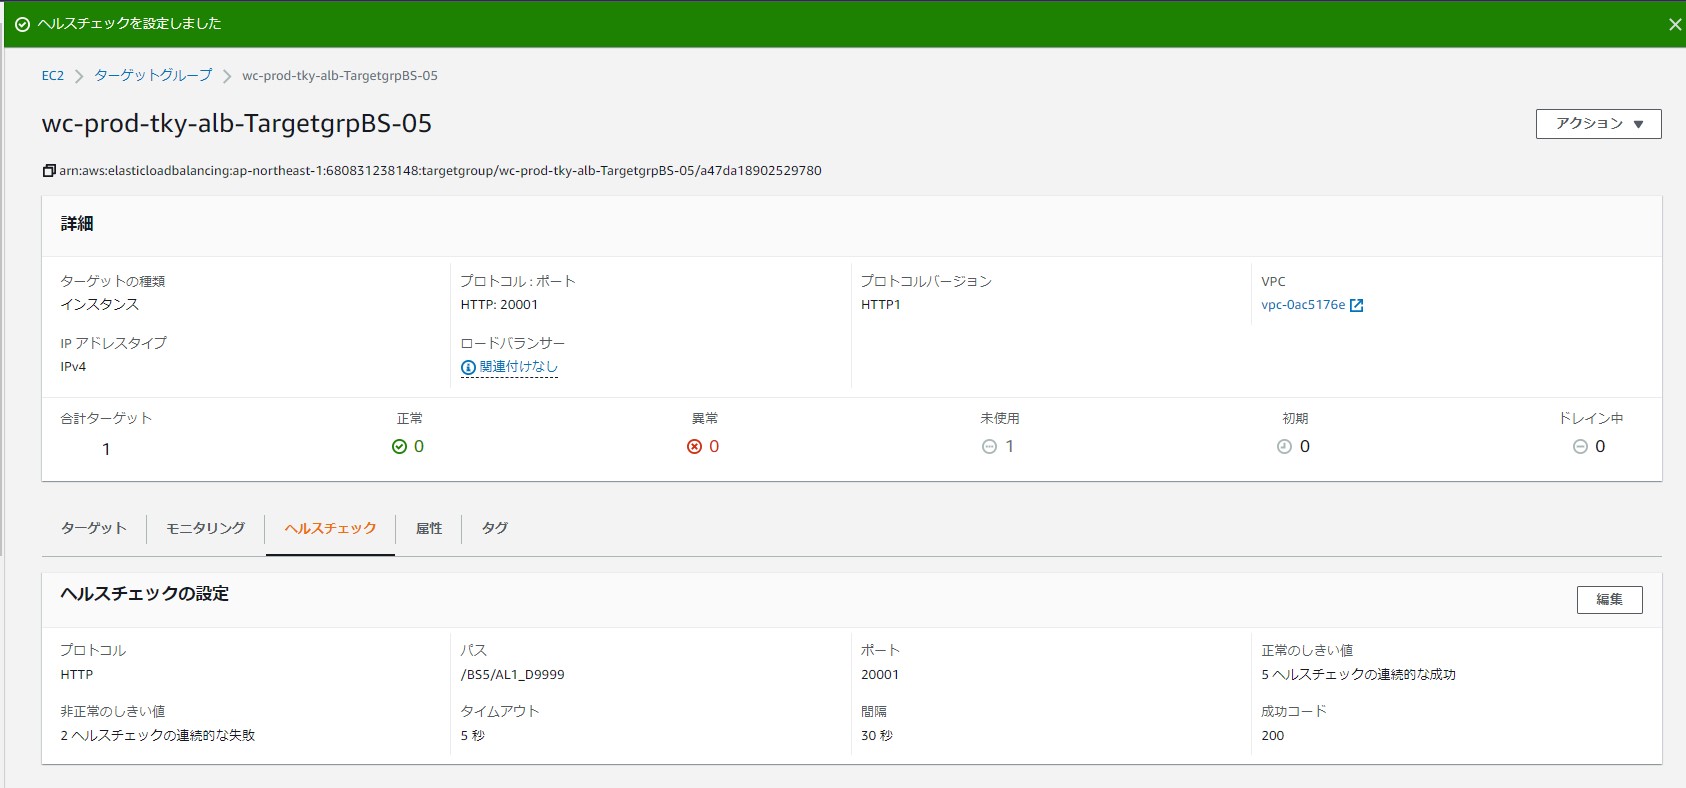 ヘルスチェックを設定しました
EC2 > ターゲットグループ > wc-prod-tky-alb-TargetgrpBS-05
wc-prod-tky-alb-TargetgrpBS-05
アクション ▼
arn:aws:elasticloadbalancing:ap-northeast-1:680831238148:targetgroup/wc-prod-tky-alb-TargetgrpBS-05/a47da18902529780
詳細
ターゲットの種類 プロトコル : ポート プロトコルバージョン VPC
インスタンス HTTP: 20001 HTTP1 vpc-0ac5176e
IP アドレスタイプ ロードバランサー
IPv4 関連付けなし
合計ターゲット 正常 異常 未使用 初期 ドレイン中
1 0 0 1 0 0
ターゲット モニタリング ヘルスチェック 属性 タグ
ヘルスチェックの設定
編集
プロトコル パス ポート 正常のしきい値
HTTP /BS5/AL1_D9999 20001 5 ヘルスチェックの連続的な成功
非正常のしきい値 タイムアウト 間隔 成功コード
2 ヘルスチェックの連続的な失敗 5 秒 30 秒 200